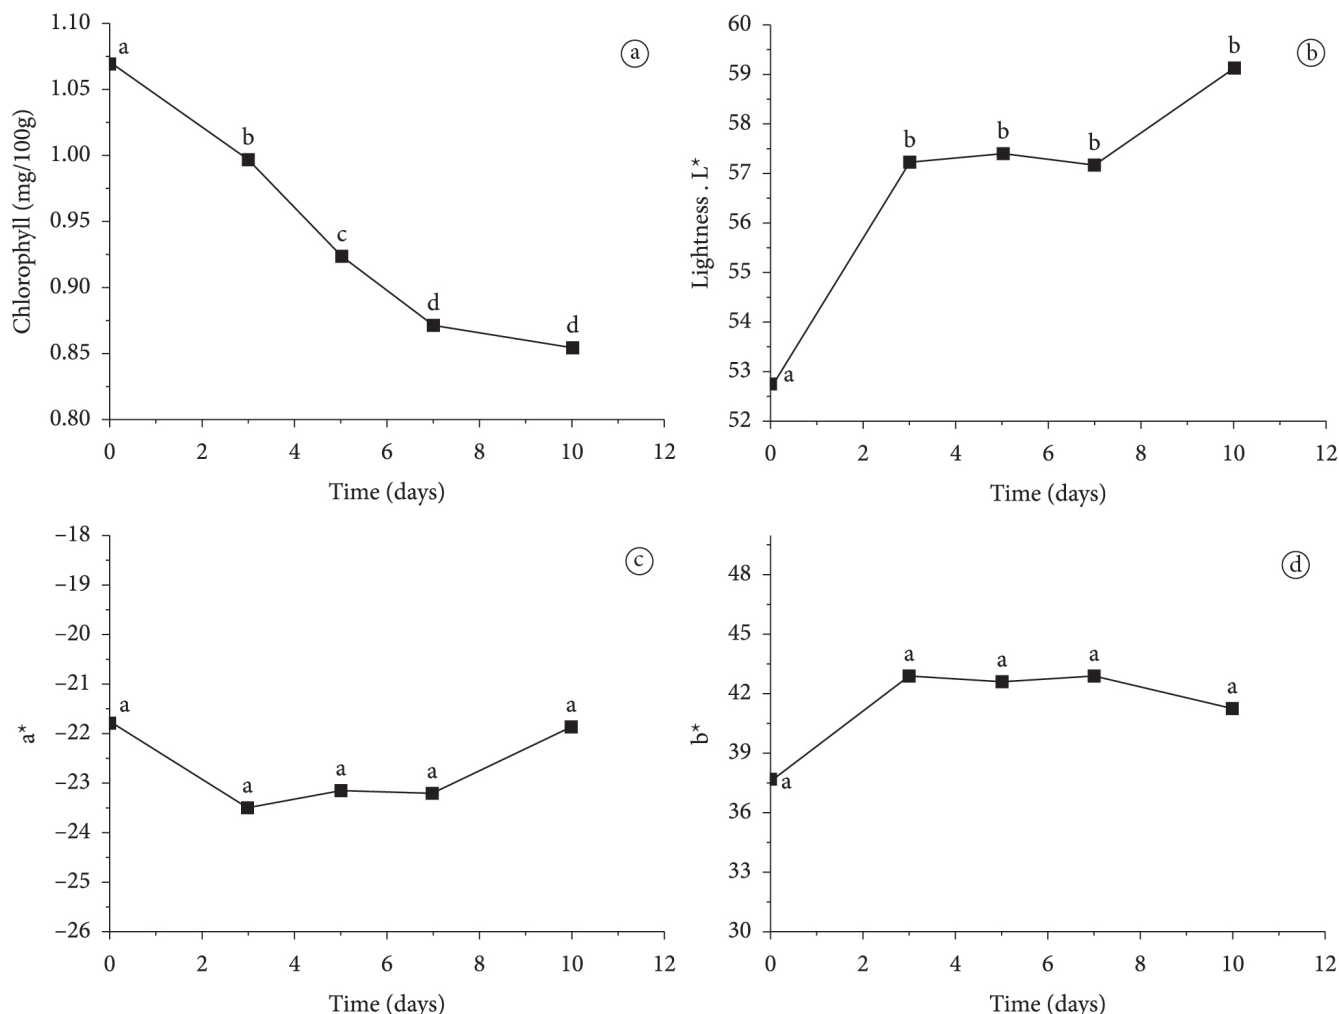 a
Chlorophyll (mg/100g)
1.10
1.05
1.00
0.95
0.90
0.85
0.80
a
b
c
d
d
0
2
4
6
8
10
12
Time (days)
b
Lightness . L*
60
59
58
57
56
55
54
53
52
a
b
b
b
b
0
2
4
6
8
10
12
Time (days)
c
a*
–18
–19
–20
–21
–22
–23
–24
–25
–26
a
a
a
a
a
0
2
4
6
8
10
12
Time (days)
d
b*
48
45
42
39
36
33
30
a
a
a
a
a
0
2
4
6
8
10
12
Time (days)